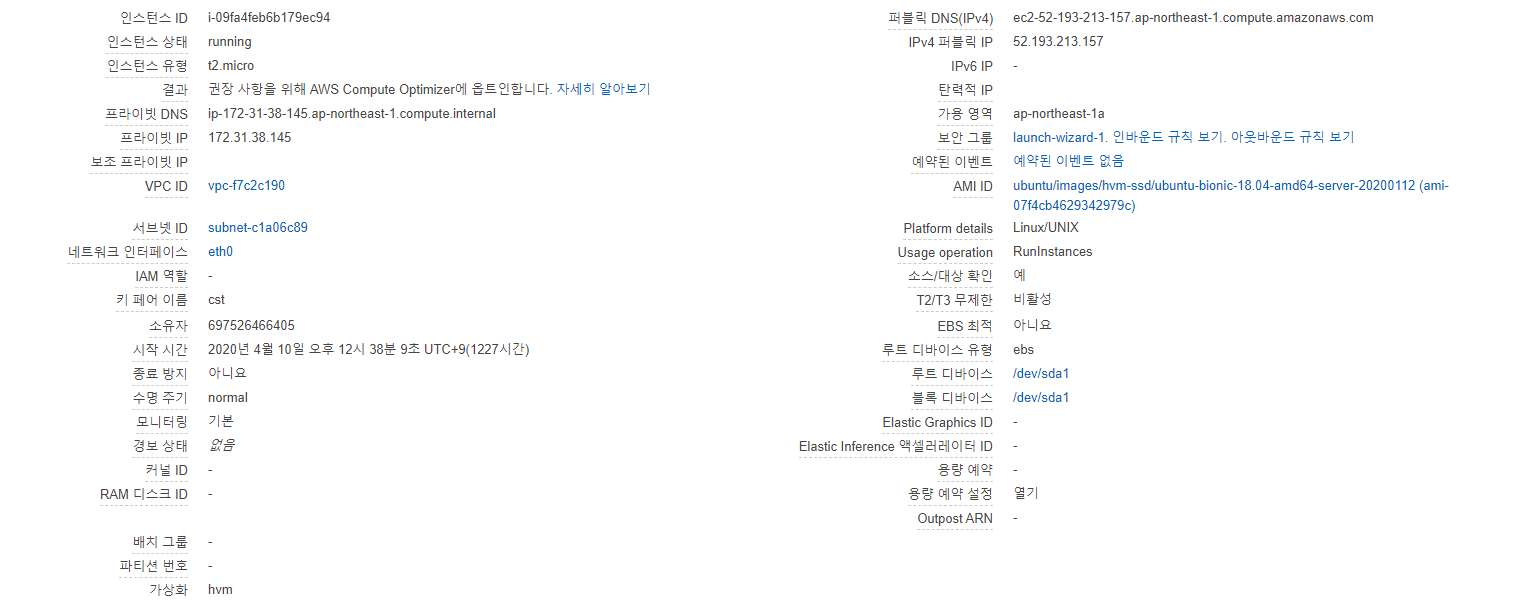 인스턴스 ID i-09fa4feb6b179ec94
인스턴스 상태 running
인스턴스 유형 t2.micro
결과 권장 사항을 위해 AWS Compute Optimizer에 옵트인합니다. 자세히 알아보기
프라이빗 DNS ip-172-31-38-145.ap-northeast-1.compute.internal
프라이빗 IP 172.31.38.145
보조 프라이빗 IP
VPC ID vpc-f7c2c190
서브넷 ID subnet-c1a06c89
네트워크 인터페이스 eth0
IAM 역할 -
키 페어 이름 cst
소유자 697526466405
시작 시간 2020년 4월 10일 오후 12시 38분 9초 UTC+9(1227시간)
종료 방지 아니요
수명 주기 normal
모니터링 기본
경보 상태 없음
커널 ID -
RAM 디스크 ID -
배치 그룹 -
파티션 번호 -
가상화 hvm
퍼블릭 DNS(IPv4) ec2-52-193-213-157.ap-northeast-1.compute.amazonaws.com
IPv4 퍼블릭 IP 52.193.213.157
IPv6 IP -
탄력적 IP
가용 영역 ap-northeast-1a
보안 그룹 launch-wizard-1. 인바운드 규칙 보기. 아웃바운드 규칙 보기
예약된 이벤트 예약된 이벤트 없음
AMI ID ubuntu/images/hvm-ssd/ubuntu-bionic-18.04-amd64-server-20200112 (ami-
07f4cb4629342979c)
Platform details Linux/UNIX
Usage operation RunInstances
소스/대상 확인 예
T2/T3 무제한 비활성
EBS 최적 아니요
루트 디바이스 유형 ebs
루트 디바이스 /dev/sda1
블록 디바이스 /dev/sda1
Elastic Graphics ID -
Elastic Inference 액셀러레이터 ID -
용량 예약 -
용량 예약 설정 열기
Outpost ARN -